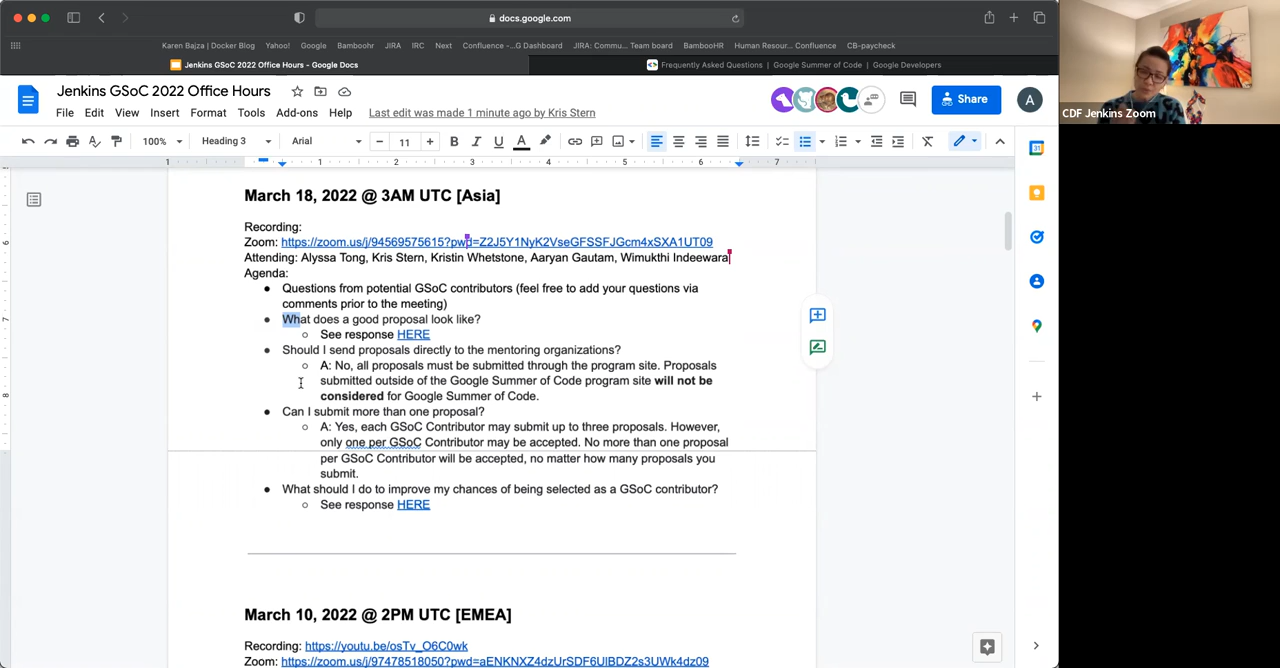 docs.google.com
Karen Bajza | Docker Blog Yahoo! Google Bamboohr JIRA IRC Next Confluence -...G Dashboard JIRA: Commu... Team board BambooHR Human Resour... Confluence CB-paycheck
Jenkins GSoC 2022 Office Hours - Google Docs
Frequently Asked Questions | Google Summer of Code | Google Developers
Jenkins GSoC 2022 Office Hours
File Edit View Insert Format Tools Add-ons Help Last edit was made 1 minute ago by Kris Stern
Share
A
CDF Jenkins Zoom
100% Heading 3 Arial 11
1 1 2 3 4 5 6 7
March 18, 2022 @ 3AM UTC [Asia]
Recording:
Zoom: https://zoom.us/j/94569575615?pwd=Z2J5Y1NyK2VseGFSSFJGcm4xSXA1UT09
Attending: Alyssa Tong, Kris Stern, Kristin Whetstone, Aaryan Gautam, Wimukthi Indeewara
Agenda:
Questions from potential GSoC contributors (feel free to add your questions via
comments prior to the meeting)
What does a good proposal look like?
See response HERE
Should I send proposals directly to the mentoring organizations?
A: No, all proposals must be submitted through the program site. Proposals
submitted outside of the Google Summer of Code program site will not be
considered for Google Summer of Code.
Can I submit more than one proposal?
A: Yes, each GSoC Contributor may submit up to three proposals. However,
only one per GSoC Contributor may be accepted. No more than one proposal
per GSoC Contributor will be accepted, no matter how many proposals you
submit.
What should I do to improve my chances of being selected as a GSoC contributor?
See response HERE
March 10, 2022 @ 2PM UTC [EMEA]
Recording: https://youtu.be/osTv_O6C0wk
Zoom: https://zoom.us/j/97478518050?pwd=aENKNXZ4dzUrSDF6UlBDZ2s3UWk4dz09
6
7
8
31